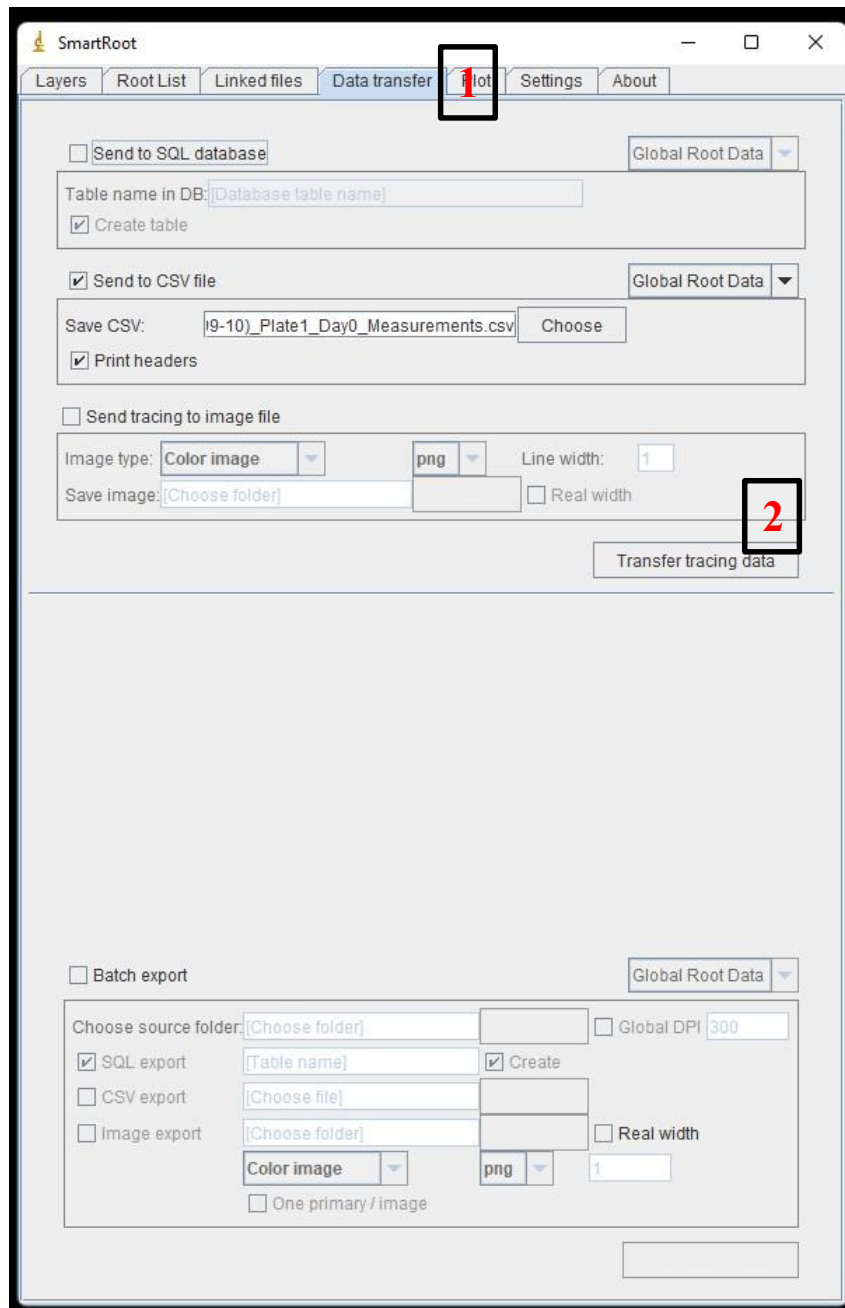 SmartRoot
Layers Root List Linked files Data transfer Plot Settings About
1
Send to SQL database Global Root Data
Table name in DB: [Database table name]
Create table
Send to CSV file Global Root Data
Save CSV: 9-10)_Plate1_Day0_Measurements.csv Choose
Print headers
Send tracing to image file
Image type: Color image png Line width: 1
Save image: [Choose folder] Real width
2
Transfer tracing data
Batch export Global Root Data
Choose source folder: [Choose folder] Global DPI 300
SQL export [Table name] Create
CSV export [Choose file]
Image export [Choose folder] Real width
Color image png 1
One primary / image